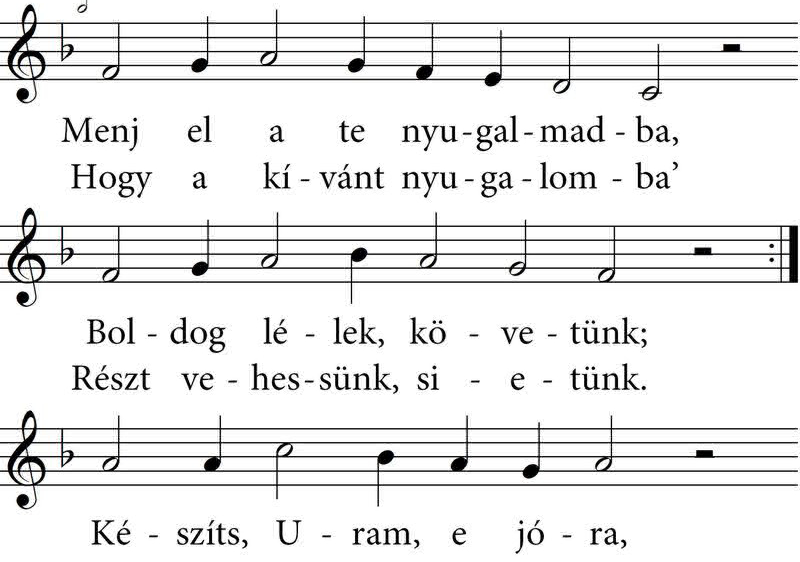 Menj el a te nyu-gal-mad - ba,
Hogy a kí - vánt nyu-ga - lom - ba’
Bol - dog lé - lek, kö - ve - tünk;
Részt ve - hes-sünk, si - e - tünk.
Ké - szíts, U - ram, e jó - ra,